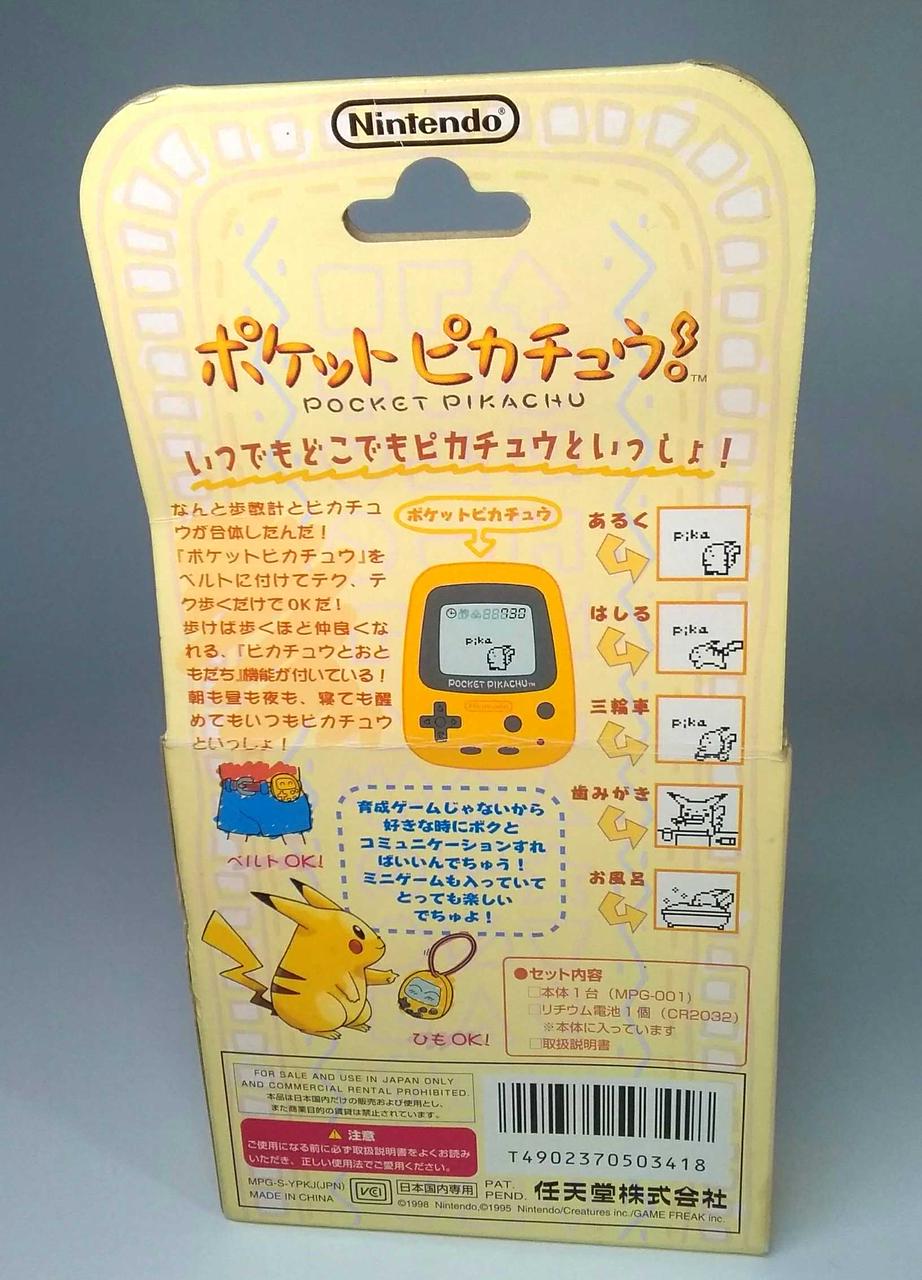 Nintendo®
ポケットピカチュウ!™
POCKET PIKACHU
いつでもどこでもピカチュウといっしょ!
なんと歩数計とピカチュ
ウが合体したんだ!
『ポケットピカチュウ』を
ベルトに付けてテク、テ
ク歩くだけでOKだ!
歩けば歩くほど仲良くな
れる、『ピカチュウとおと
もだち』機能が付いている!
朝も昼も夜も、寝ても醒
めてもいつもピカチュウ
といっしょ!
ポケットピカチュウ
730
pika
POCKET PIKACHU™
Nintendo
あるく
pika
はしる
pika
三輪車
pika
歯みがき
お風呂
ベルトOK!
育成ゲームじゃないから
好きな時にボクと
コミュニケーションすれ
ばいいんでちゅう!
ミニゲームも入っていて
とっても楽しい
でちゅよ!
ひもOK!
●セット内容
□本体1台(MPG-001)
□リチウム電池1個(CR2032)
※本体に入っています
□取扱説明書
FOR SALE AND USE IN JAPAN ONLY
AND COMMERCIAL RENTAL PROHIBITED.
本品は日本国内だけの販売および使用とし、
また商業目的の賃貸は禁止されています。
⚠注意
ご使用になる前に必ず取扱説明書をよくお読み
いただき、正しい使用法でご愛用ください。
T4902370503418
MPG-S-YPKJ(JPN)
MADE IN CHINA
VCI
日本国内専用
PAT.
PEND.
任天堂株式会社
©1998 Nintendo,©1995 Nintendo/Creatures inc./GAME FREAK inc.